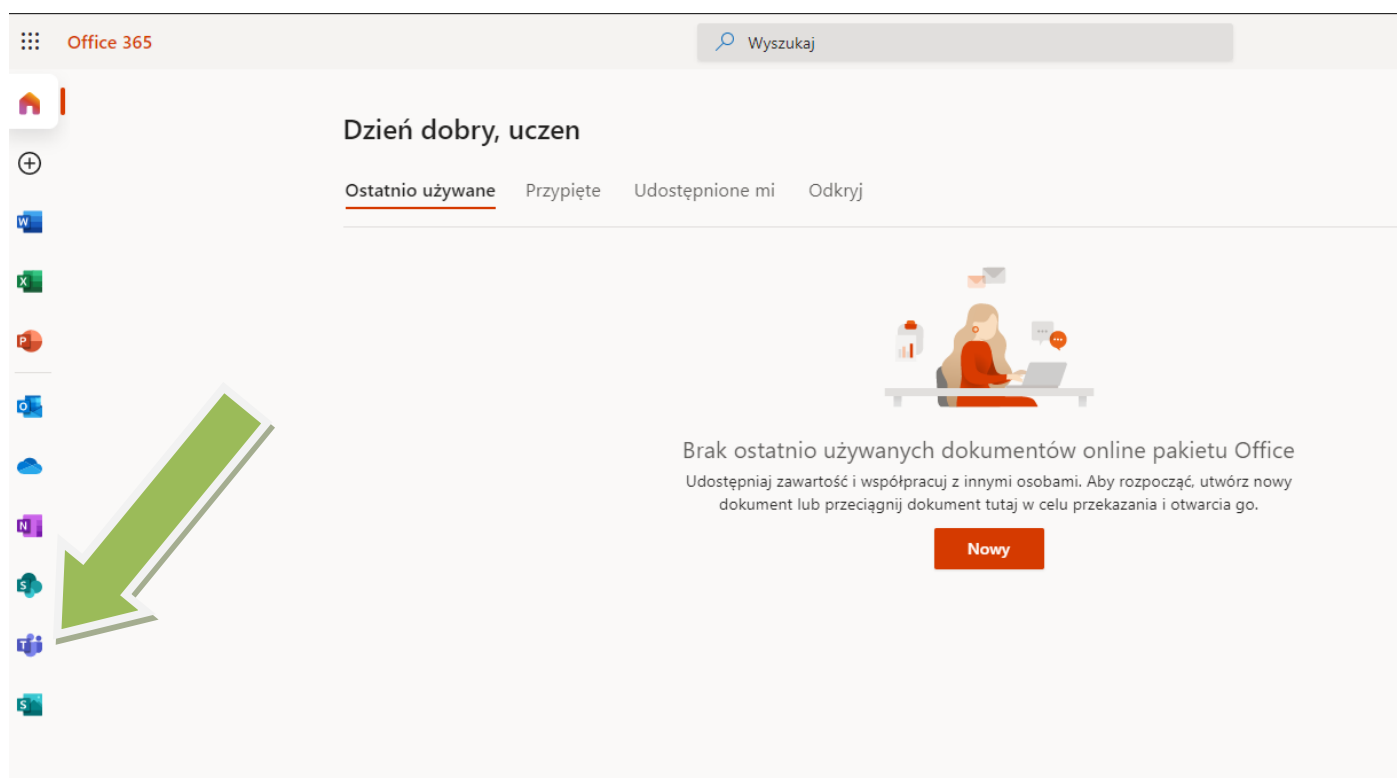 Office 365
Wyszukaj
Dzień dobry, uczen
Ostatnio używane Przypięte Udostępnione mi Odkryj
Brak ostatnio używanych dokumentów online pakietu Office
Udostępniaj zawartość i współpracuj z innymi osobami. Aby rozpocząć, utwórz nowy
dokument lub przeciągnij dokument tutaj w celu przekazania i otwarcia go.
Nowy
W
X
P
O
N
S
T
S